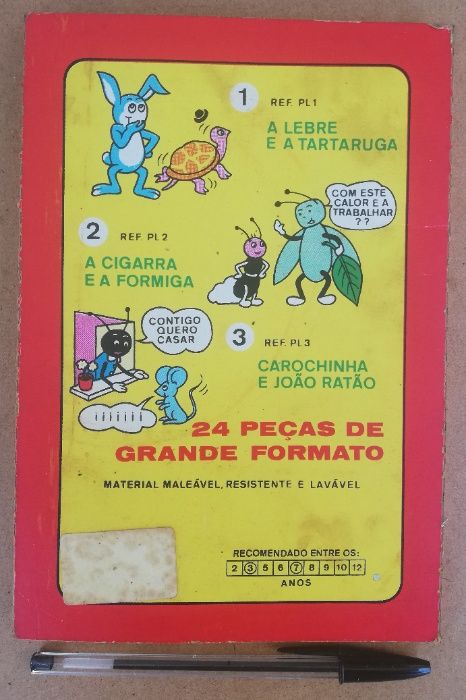 1 REF. PL1
A LEBRE
E A TARTARUGA
COM ESTE
CALOR E A
TRABALHAR
??
2 REF. PL2
A CIGARRA
E A FORMIGA
CONTIGO
QUERO
CASAR
3 REF. PL3
CAROCHINHA
E JOÃO RATÃO
iiiiiii
24 PEÇAS DE
GRANDE FORMATO
MATERIAL MALEÁVEL, RESISTENTE E LAVÁVEL
RECOMENDADO ENTRE OS:
2 3 5 6 7 8 9 10 12
ANOS